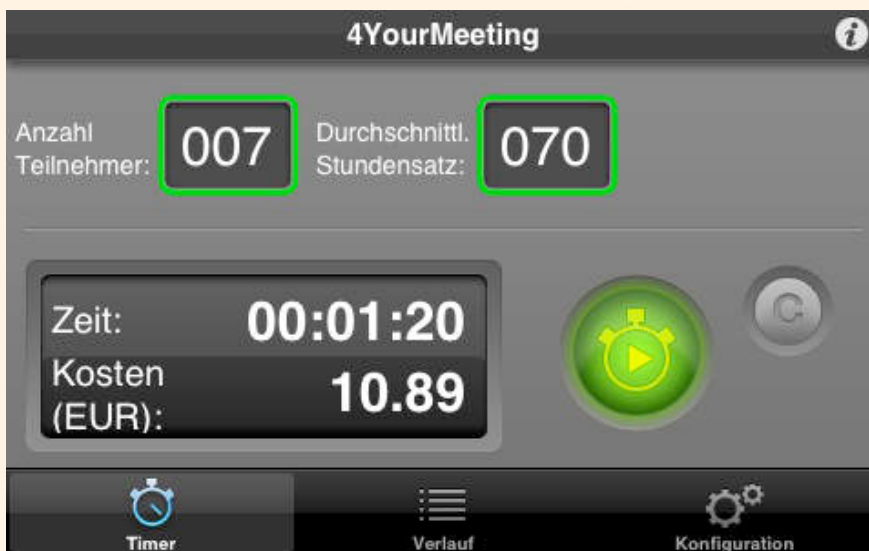 4YourMeeting
Anzahl
Teilnehmer:
007
Durchschnittl.
Stundensatz:
070
Zeit: 00:01:20
Kosten
(EUR):
10.89
Timer Verlauf Konfiguration